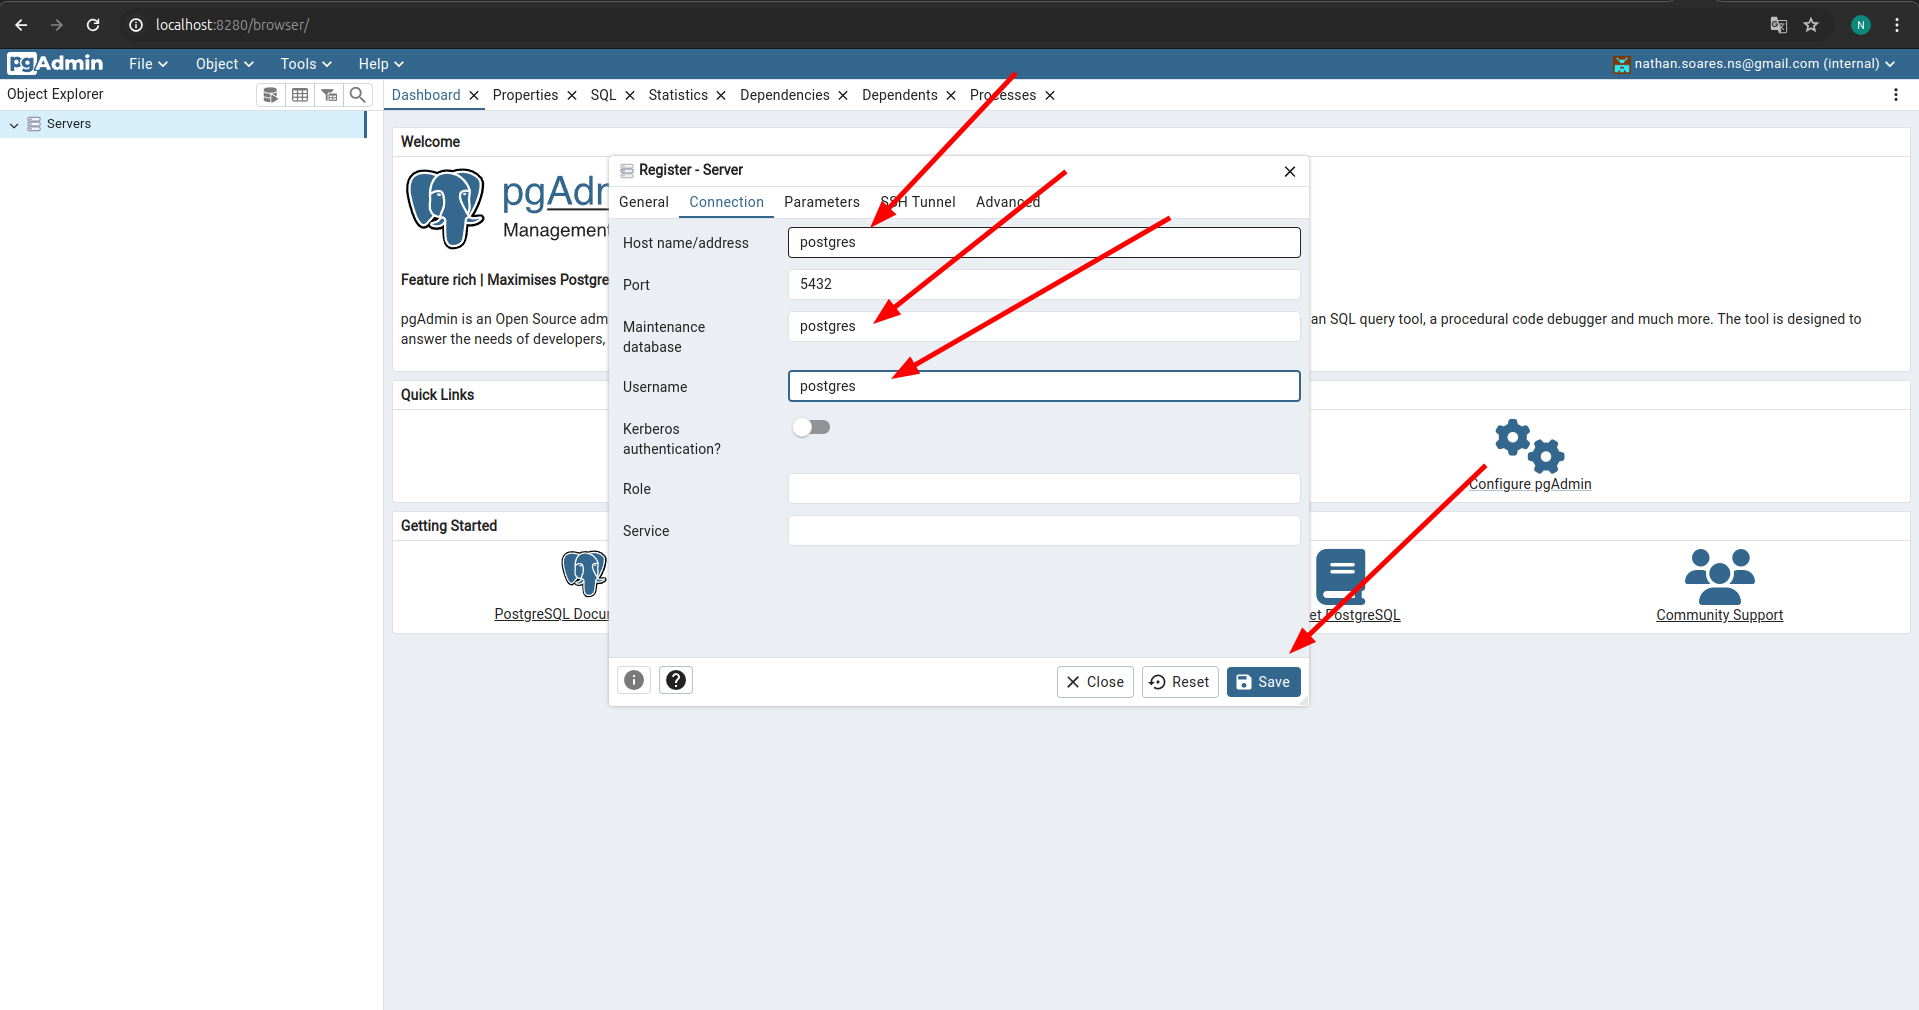 localhost:8280/browser/
N
pgAdmin File Object Tools Help nathan.soares.ns@gmail.com (internal)
Object Explorer
Servers
Dashboard Properties SQL Statistics Dependencies Dependents Processes
Welcome
pgAdm
Management
Feature rich | Maximises Postgre
pgAdmin is an Open Source adm
an SQL query tool, a procedural code debugger and much more. The tool is designed to
answer the needs of developers,
Quick Links
Configure pgAdmin
Getting Started
PostgreSQL Docu
et PostgreSQL
Community Support
Register - Server
General Connection Parameters SSH Tunnel Advanced
Host name/address postgres
Port 5432
Maintenance
database
postgres
Username postgres
Kerberos
authentication?
Role
Service
Close Reset Save